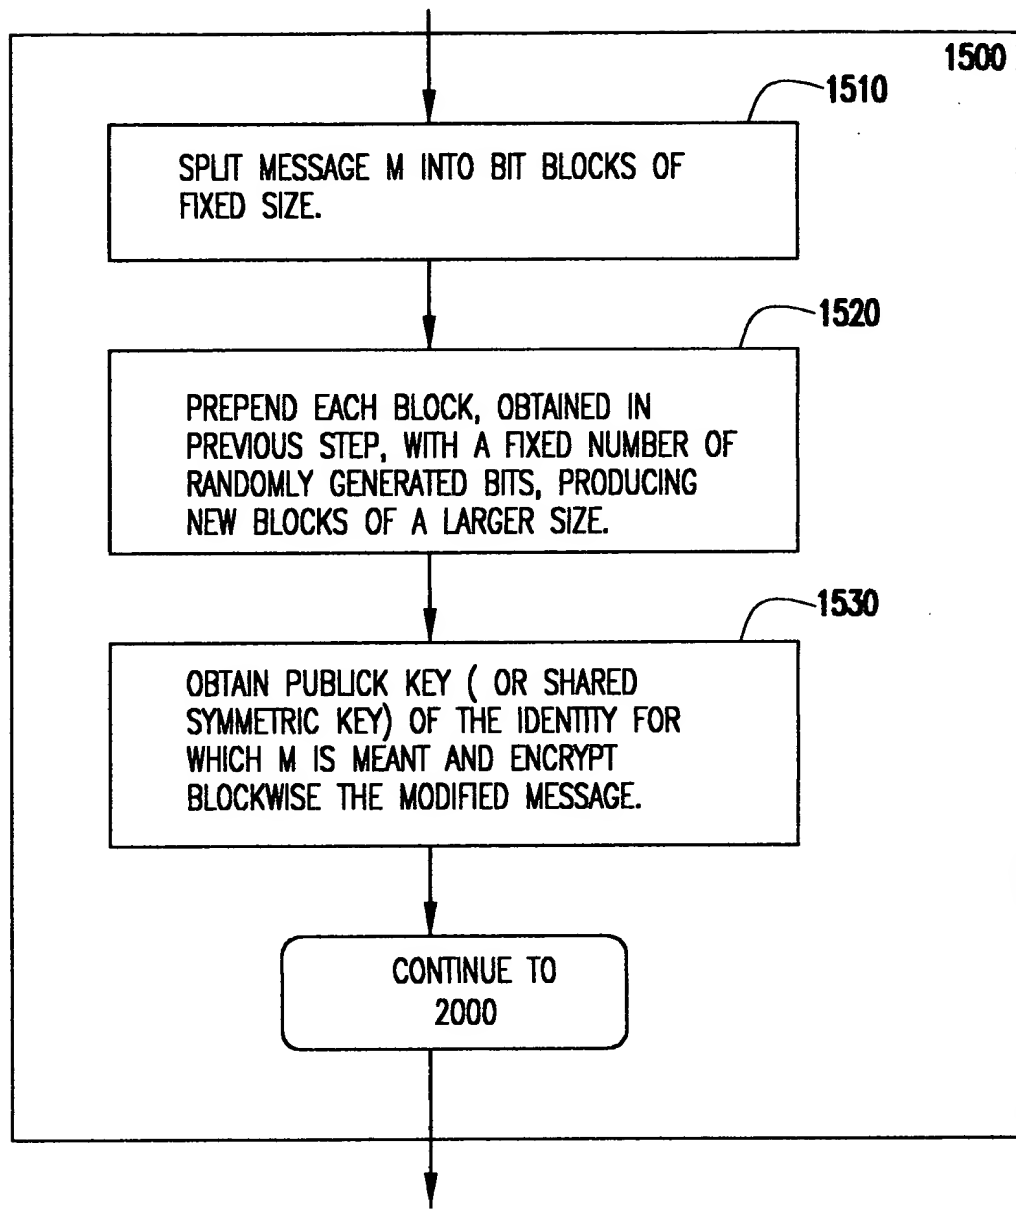 1500
1510
SPLIT MESSAGE M INTO BIT BLOCKS OF
FIXED SIZE.
1520
PREPEND EACH BLOCK, OBTAINED IN
PREVIOUS STEP, WITH A FIXED NUMBER OF
RANDOMLY GENERATED BITS, PRODUCING
NEW BLOCKS OF A LARGER SIZE.
1530
OBTAIN PUBLICK KEY ( OR SHARED
SYMMETRIC KEY) OF THE IDENTITY FOR
WHICH M IS MEANT AND ENCRYPT
BLOCKWISE THE MODIFIED MESSAGE.
CONTINUE TO
2000